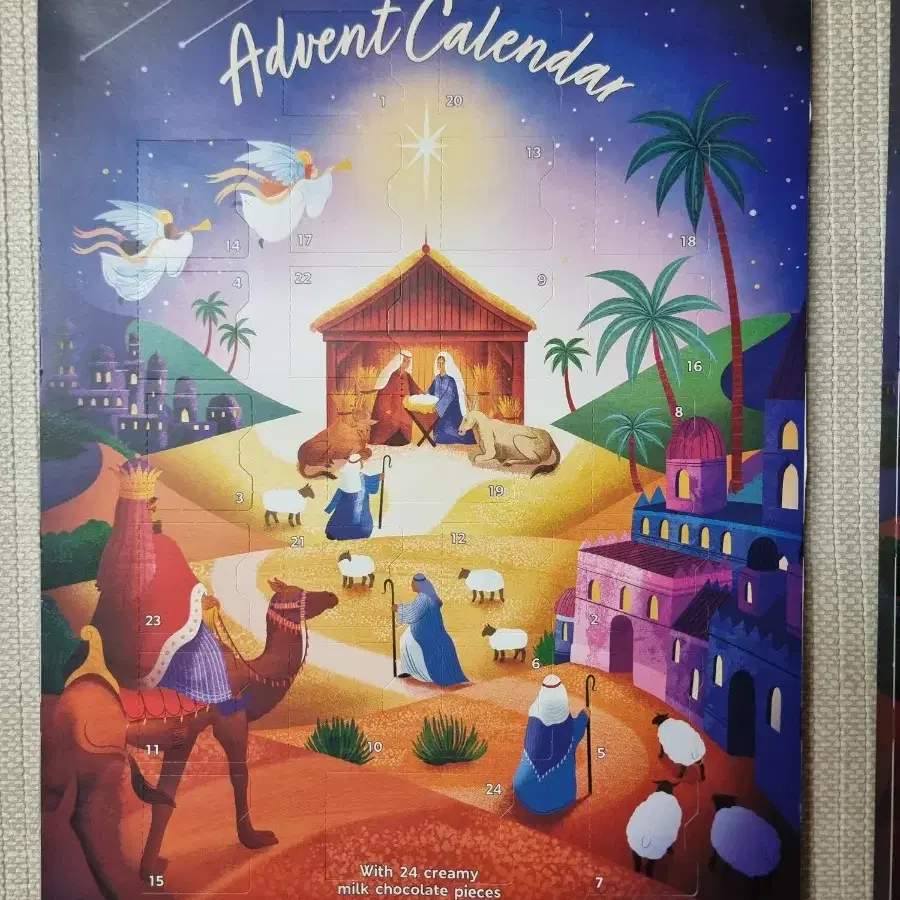 Advent Calendar
1 20
13
14 17 18
4 22 9
16
8
3 19
21 12
23 2
6
11 10 5
24
15 7
With 24 creamy
milk chocolate pieces